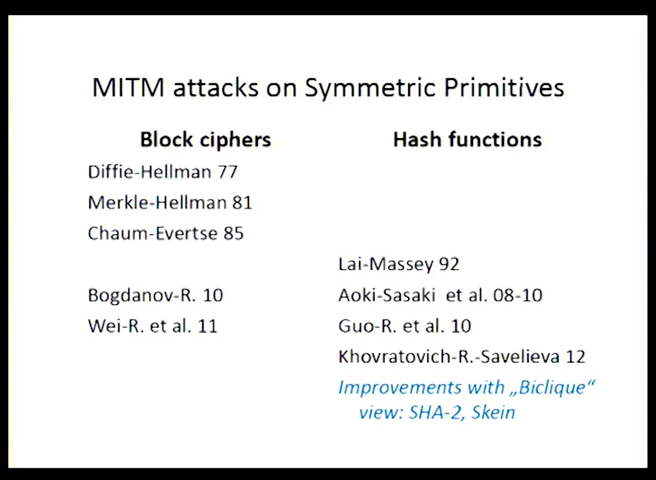 MITM attacks on Symmetric Primitives
Block ciphers
Diffie-Hellman 77
Merkle-Hellman 81
Chaum-Evertse 85
Bogdanov-R. 10
Wei-R. et al. 11
Hash functions
Lai-Massey 92
Aoki-Sasaki et al. 08-10
Guo-R. et al. 10
Khovratovich-R.-Savelieva 12
Improvements with „Biclique“
view: SHA-2, Skein